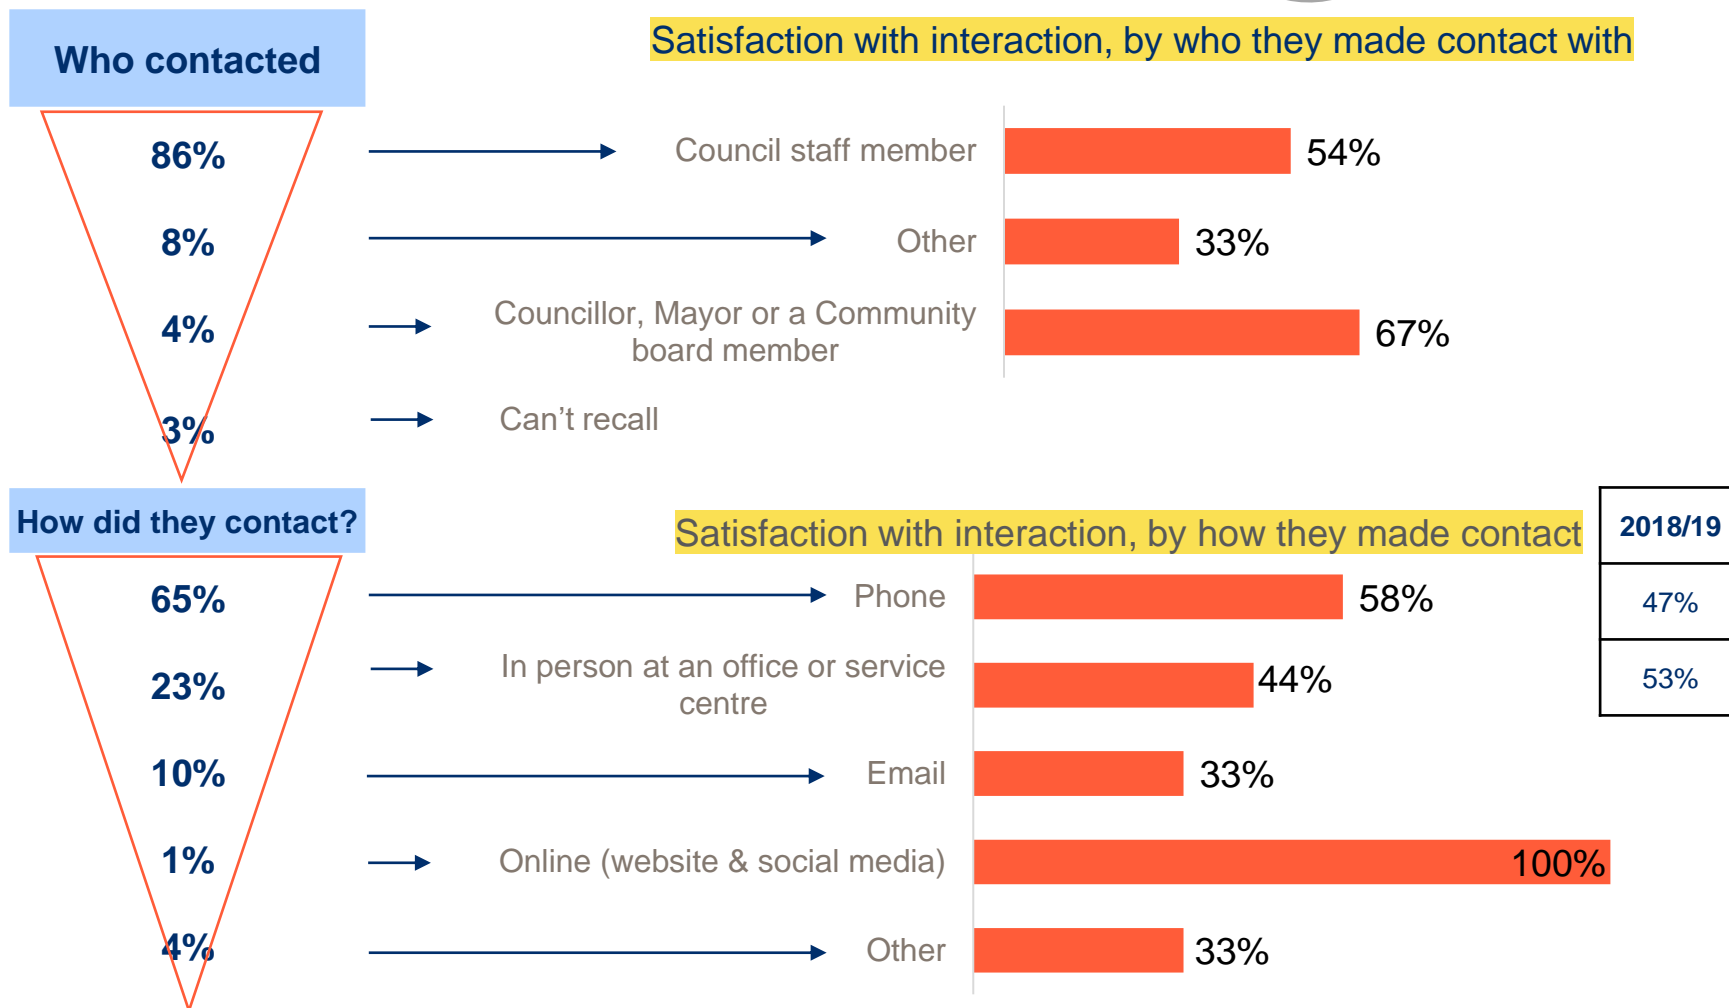 Who contacted
Satisfaction with interaction, by who they made contact with
86%
Council staff member
54%
8%
Other
33%
4%
Councillor, Mayor or a Community
board member
67%
3%
Can't recall
How did they contact?
Satisfaction with interaction, by how they made contact
2018/19
65%
Phone
58%
47%
23%
In person at an office or service
centre
44%
53%
10%
Email
33%
1%
Online (website & social media)
100%
4%
Other
33%